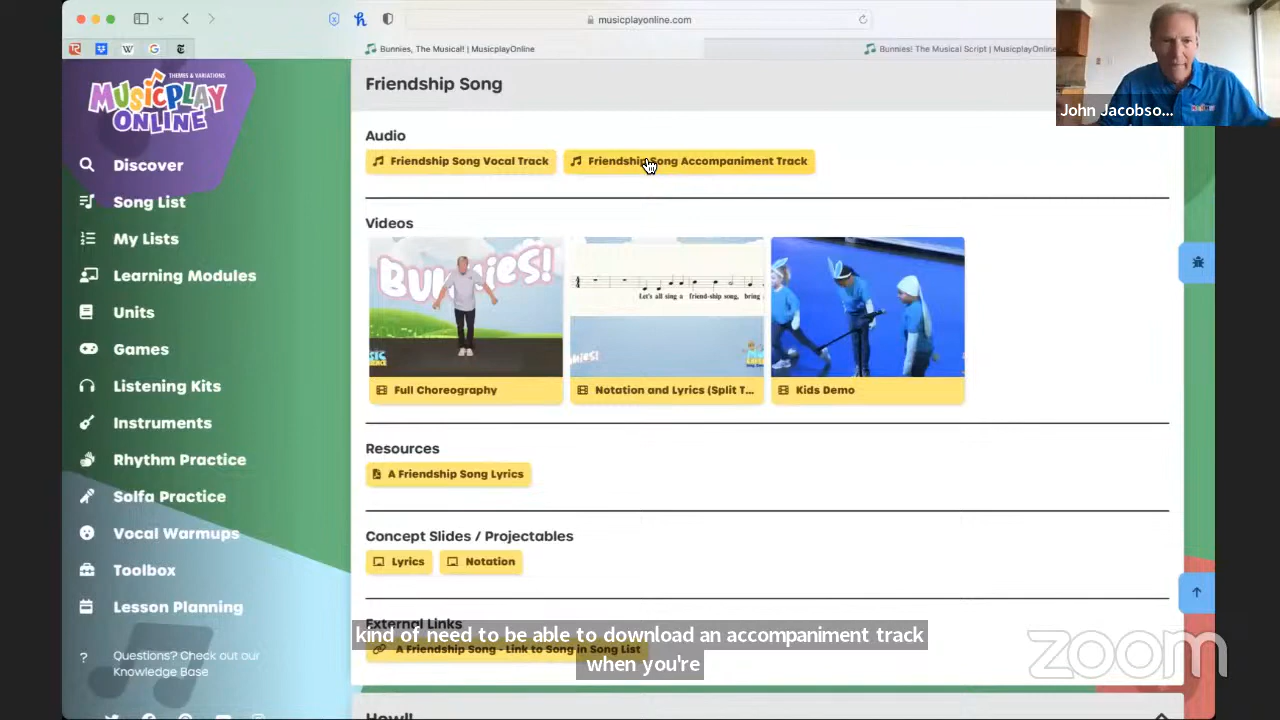 musicplayonline.com
Bunnies, The Musical! | MusicplayOnline
Bunnies! The Musical Script | MusicplayOnline
John Jacobso...
THEMES & VARIATIONS
MUSICPLAY
ONLINE
Discover
Song List
My Lists
Learning Modules
Units
Games
Listening Kits
Instruments
Rhythm Practice
Solfa Practice
Vocal Warmups
Toolbox
Lesson Planning
Questions? Check out our
Knowledge Base
Friendship Song
Audio
Friendship Song Vocal Track
Friendship Song Accompaniment Track
Videos
BUNNIES!
Let's all sing a friend-ship song, bring
Full Choreography
Notation and Lyrics (Split T...
Kids Demo
Resources
A Friendship Song Lyrics
Concept Slides / Projectables
Lyrics
Notation
External Links
A Friendship Song - Link to Song in Song List
kind of need to be able to download an accompaniment track
when you're
zoom